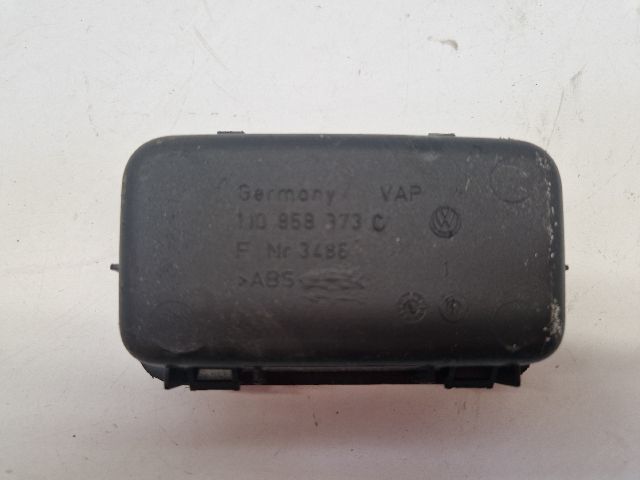 Germany VAP
1J0 858 373 C
F Nr 3486
>ABS